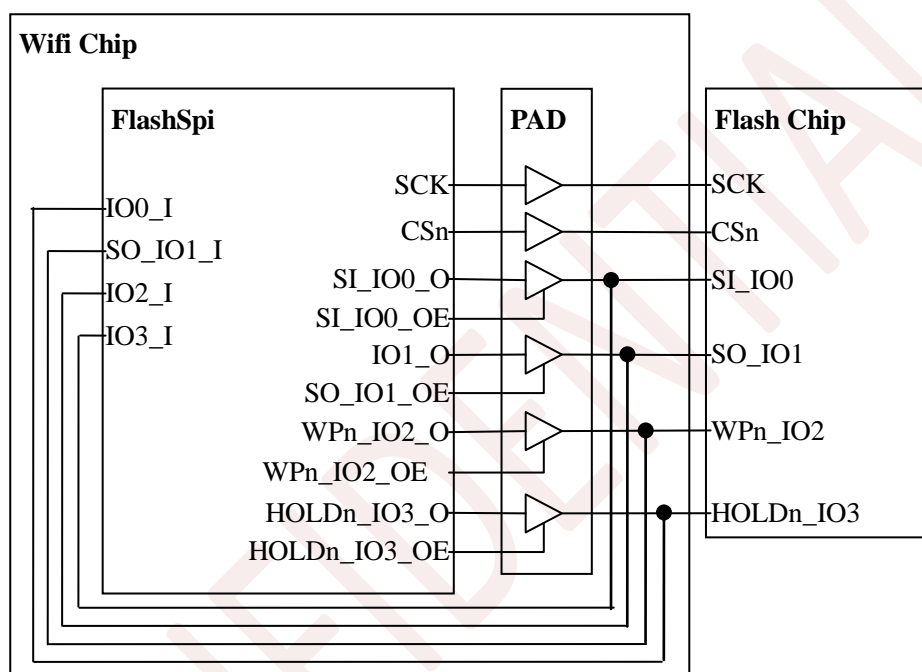 Wifi Chip
FlashSpi
PAD
Flash Chip
SCK
SCK
IO0_I
CSn
CSn
SO_IO1_I
SI_IO0_O
SI_IO0
IO2_I
SI_IO0_OE
IO3_I
IO1_O
SO_IO1
SO_IO1_OE
WPn_IO2_O
WPn_IO2
WPn_IO2_OE
HOLDn_IO3_O
HOLDn_IO3
HOLDn_IO3_OE
FIDENTIAL